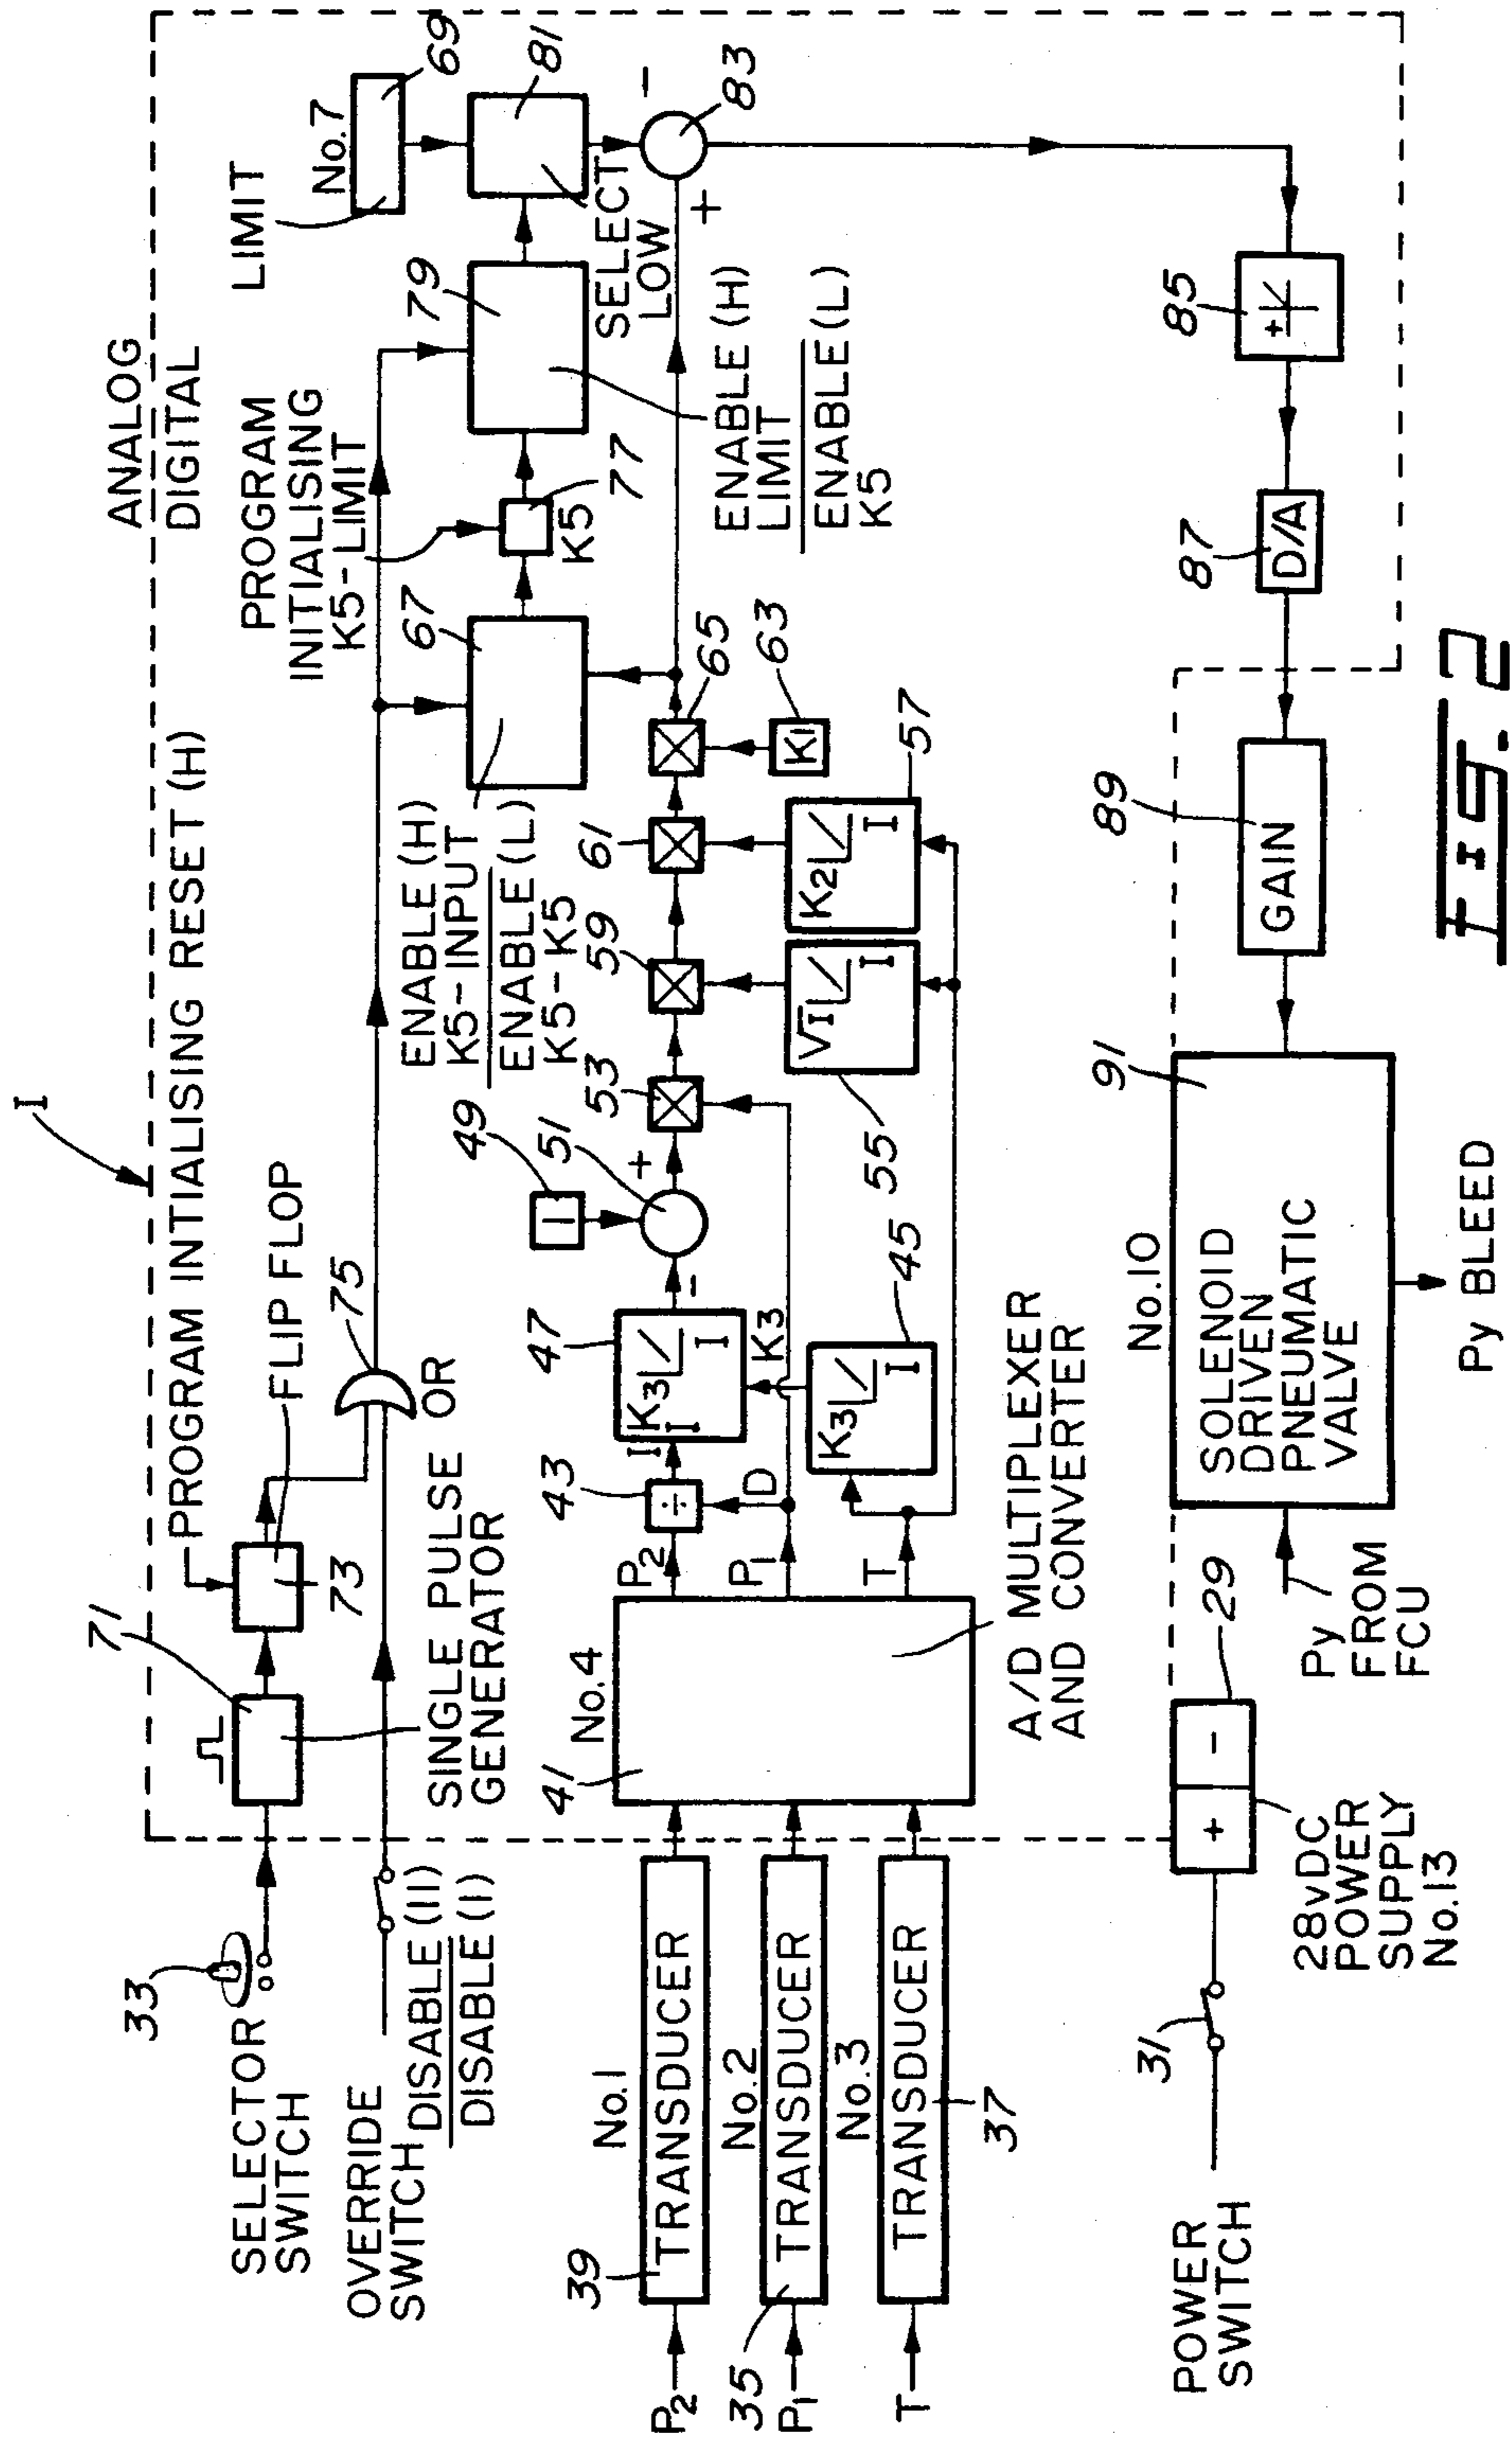 I
ANALOG
DIGITAL
33
SELECTOR
SWITCH
71
SINGLE PULSE
GENERATOR
73
PROGRAM INTIALISING RESET (H)
FLIP FLOP
75
OR
OVERRIDE
SWITCH
DISABLE (II)
DISABLE (I)
PROGRAM
INITIALISING
K5-LIMIT
67
ENABLE (H)
K5-INPUT
ENABLE (L)
K5-K5
K5
77
79
ENABLE (H)
LIMIT
ENABLE (L)
K5
LIMIT
No.7
69
81
SELECT
LOW
-
83
+
P2
39
No.1
TRANSDUCER
P1
35
No.2
TRANSDUCER
T
No.3
TRANSDUCER
37
41
No.4
A/D MULTIPLEXER
AND CONVERTER
P2
P1
T
43
÷
D
I
47
K3
I
I
K3
K3
I
45
-
49
1
51
+
53
59
61
65
√I
I
55
K2
I
57
K1
63
85
+
87
D/A
89
GAIN
91
No.10
SOLENOID
DRIVEN
PNEUMATIC
VALVE
Py BLEED
Py
FROM
FCU
29
+ -
28vDC
POWER
SUPPLY
No.13
31
POWER
SWITCH
FIG. 2